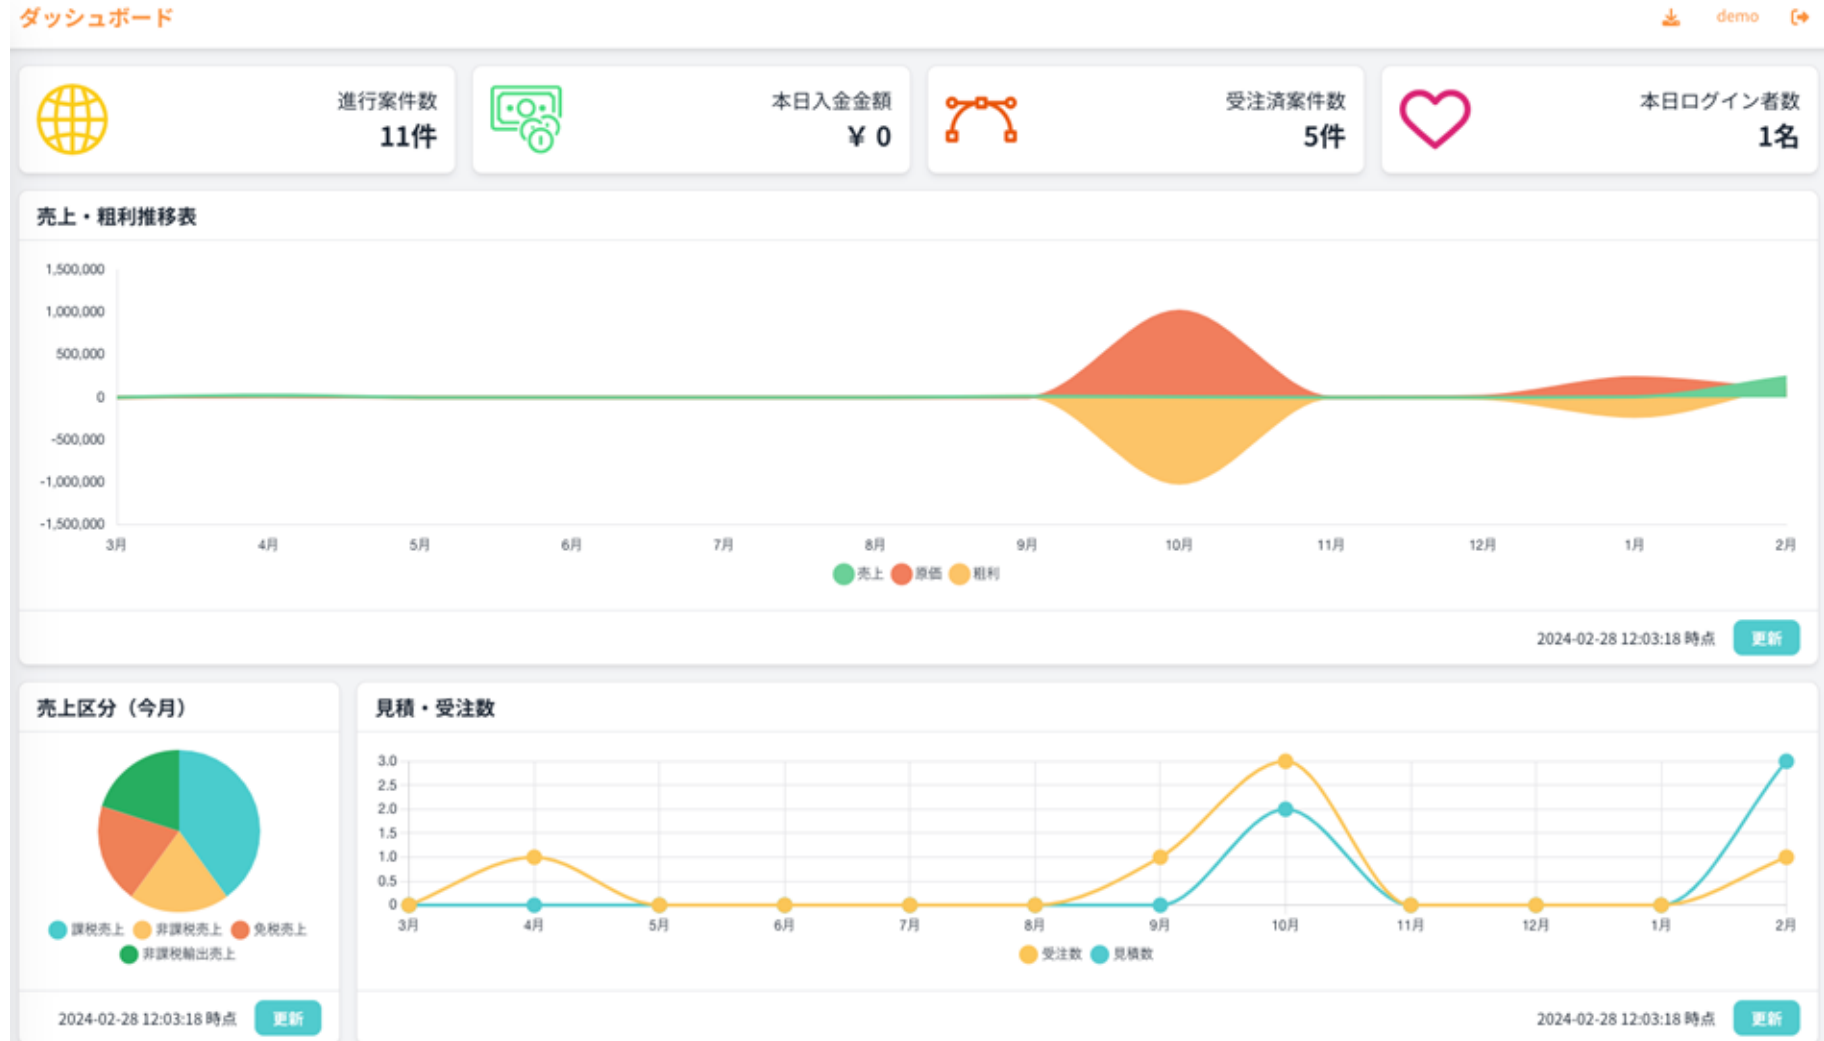 ダッシュボード
demo
進行案件数
11件
本日入金金額
¥ 0
受注済案件数
5件
本日ログイン者数
1名
売上・粗利推移表
1,500,000
1,000,000
500,000
0
-500,000
-1,000,000
-1,500,000
3月 4月 5月 6月 7月 8月 9月 10月 11月 12月 1月 2月
売上 原価 粗利
2024-02-28 12:03:18 時点 更新
売上区分（今月）
課税売上 非課税売上 免税売上
非課税輸出売上
2024-02-28 12:03:18 時点 更新
見積・受注数
3.0
2.5
2.0
1.5
1.0
0.5
0
3月 4月 5月 6月 7月 8月 9月 10月 11月 12月 1月 2月
受注数 見積数
2024-02-28 12:03:18 時点 更新